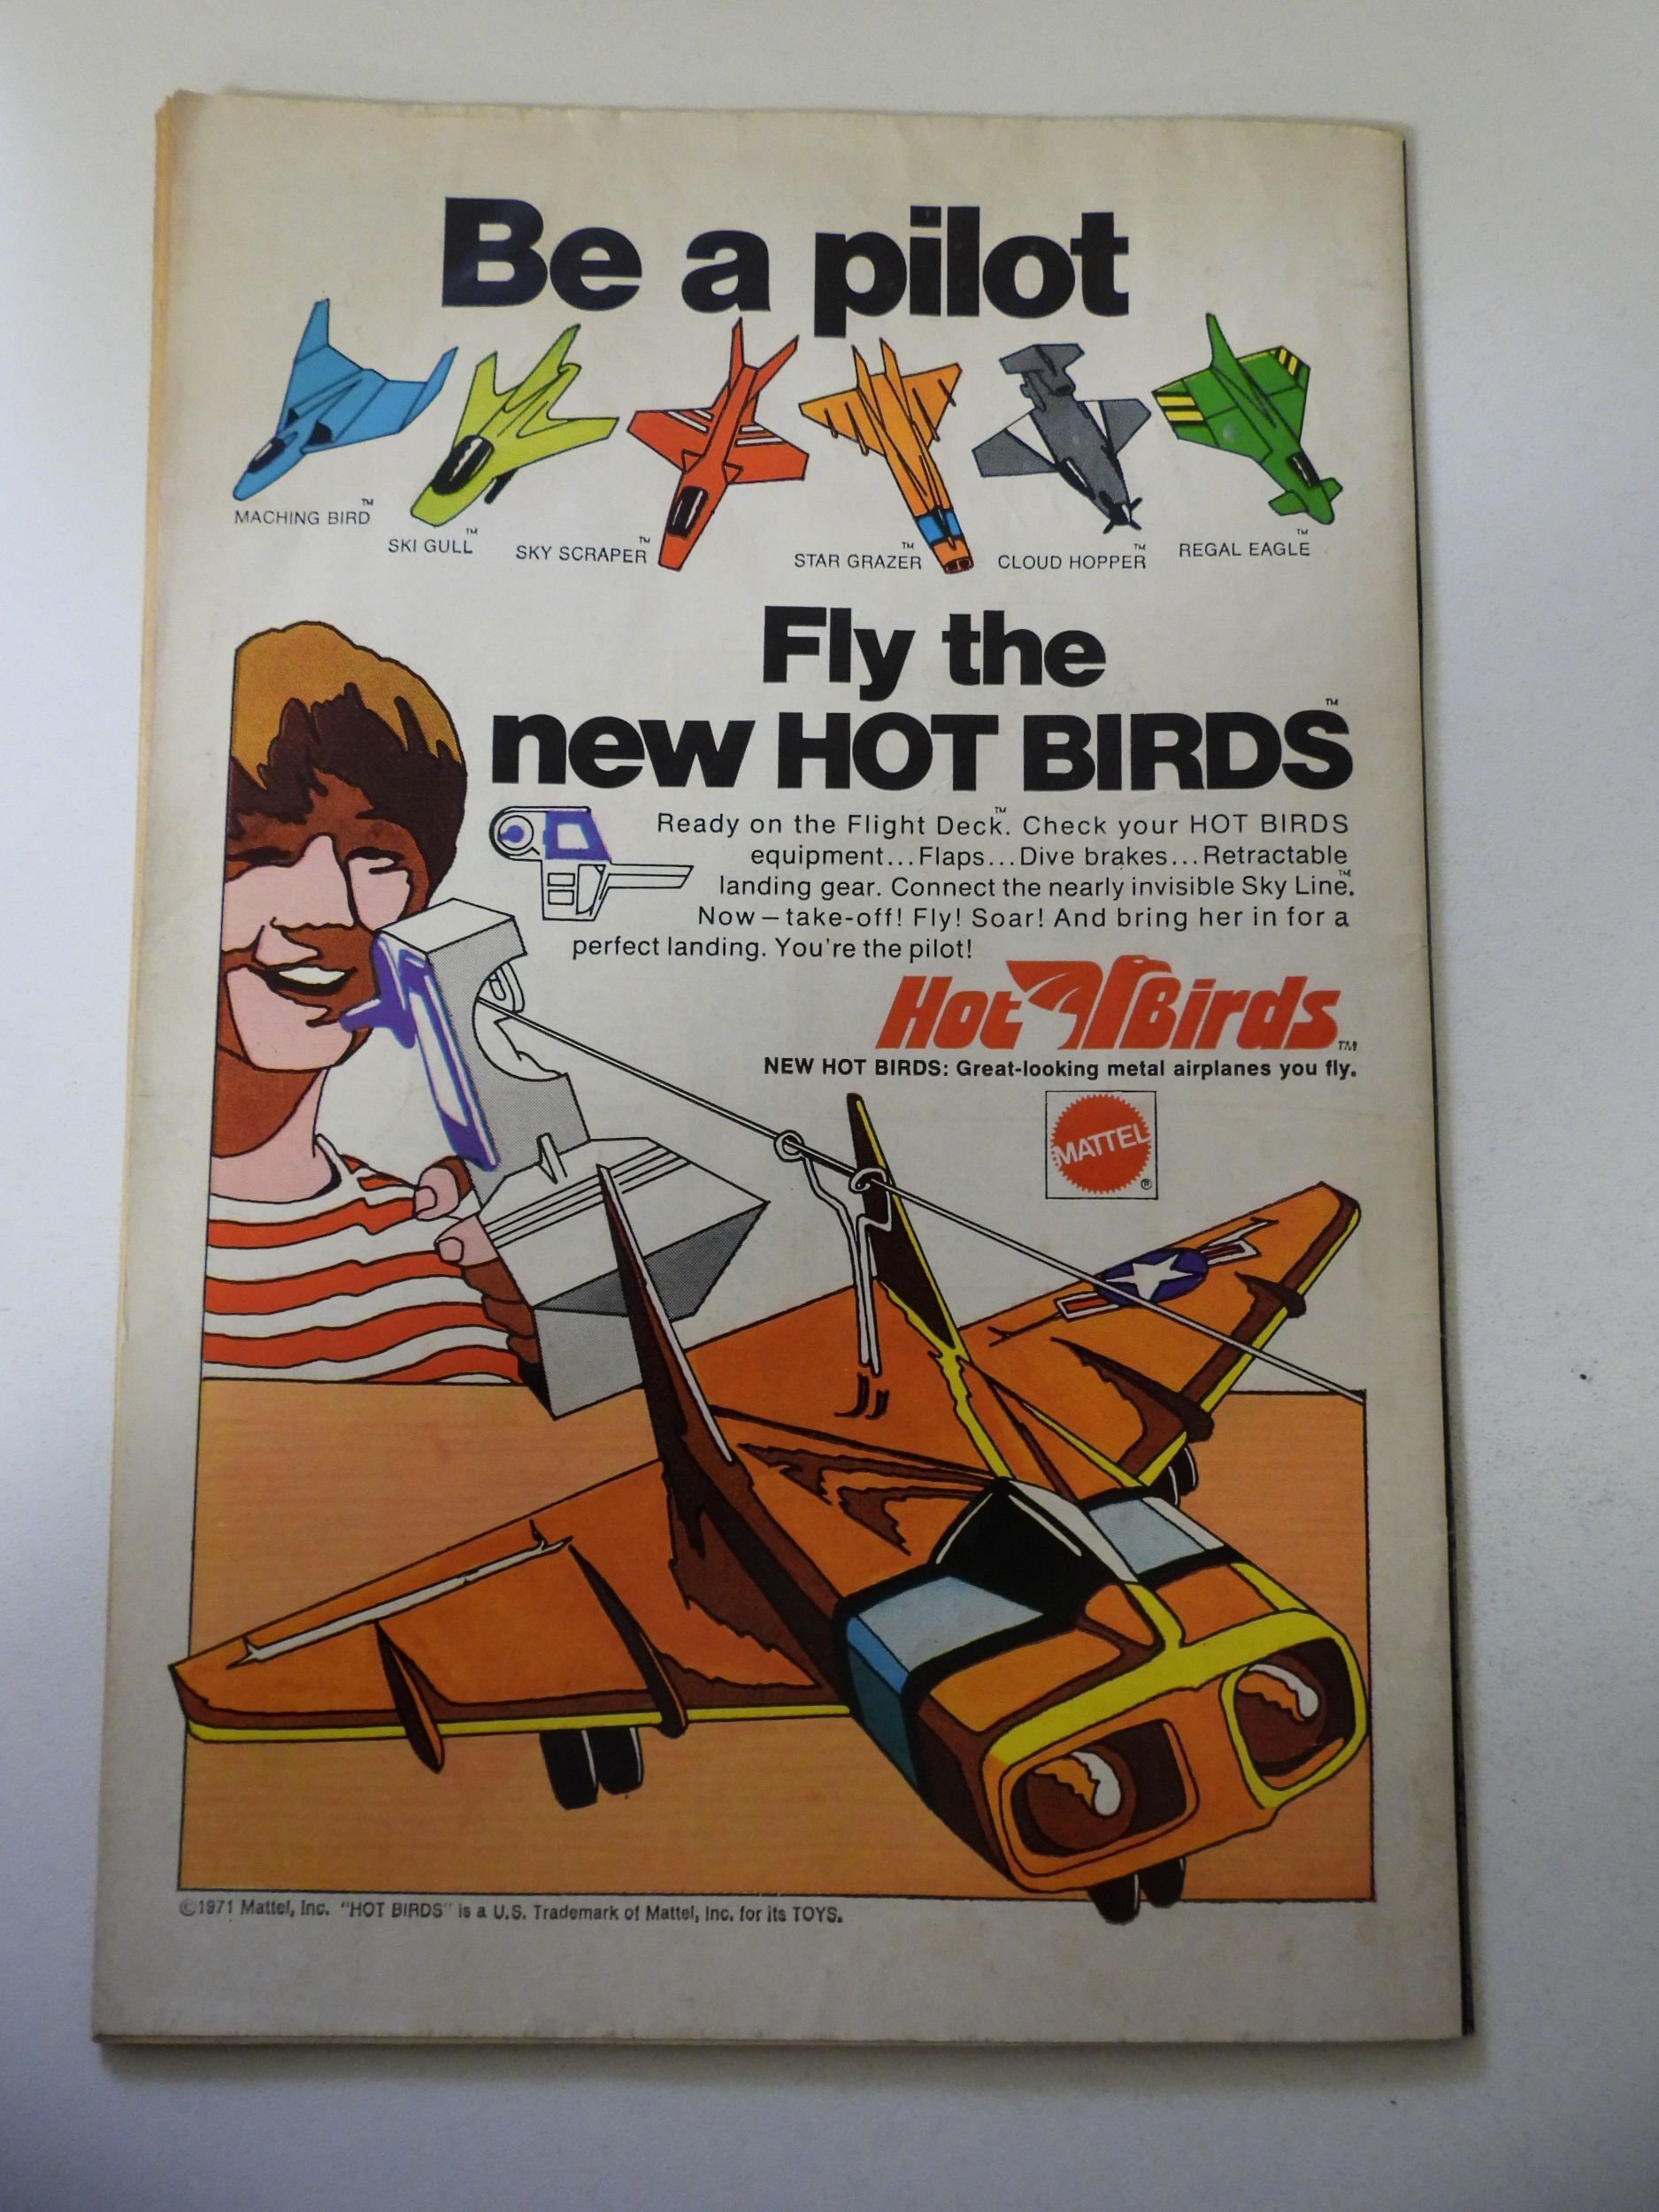 Be a pilot
MACHING BIRD™
SKI GULL™
SKY SCRAPER™
STAR GRAZER™
CLOUD HOPPER™
REGAL EAGLE™
Fly the
new HOT BIRDS™
Ready on the Flight Deck™. Check your HOT BIRDS
equipment...Flaps...Dive brakes...Retractable
landing gear. Connect the nearly invisible Sky Line™.
Now—take-off! Fly! Soar! And bring her in for a
perfect landing. You're the pilot!
Hot Birds™
NEW HOT BIRDS: Great-looking metal airplanes you fly.
MATTEL®
©1971 Mattel, Inc. "HOT BIRDS" is a U.S. Trademark of Mattel, Inc. for its TOYS.